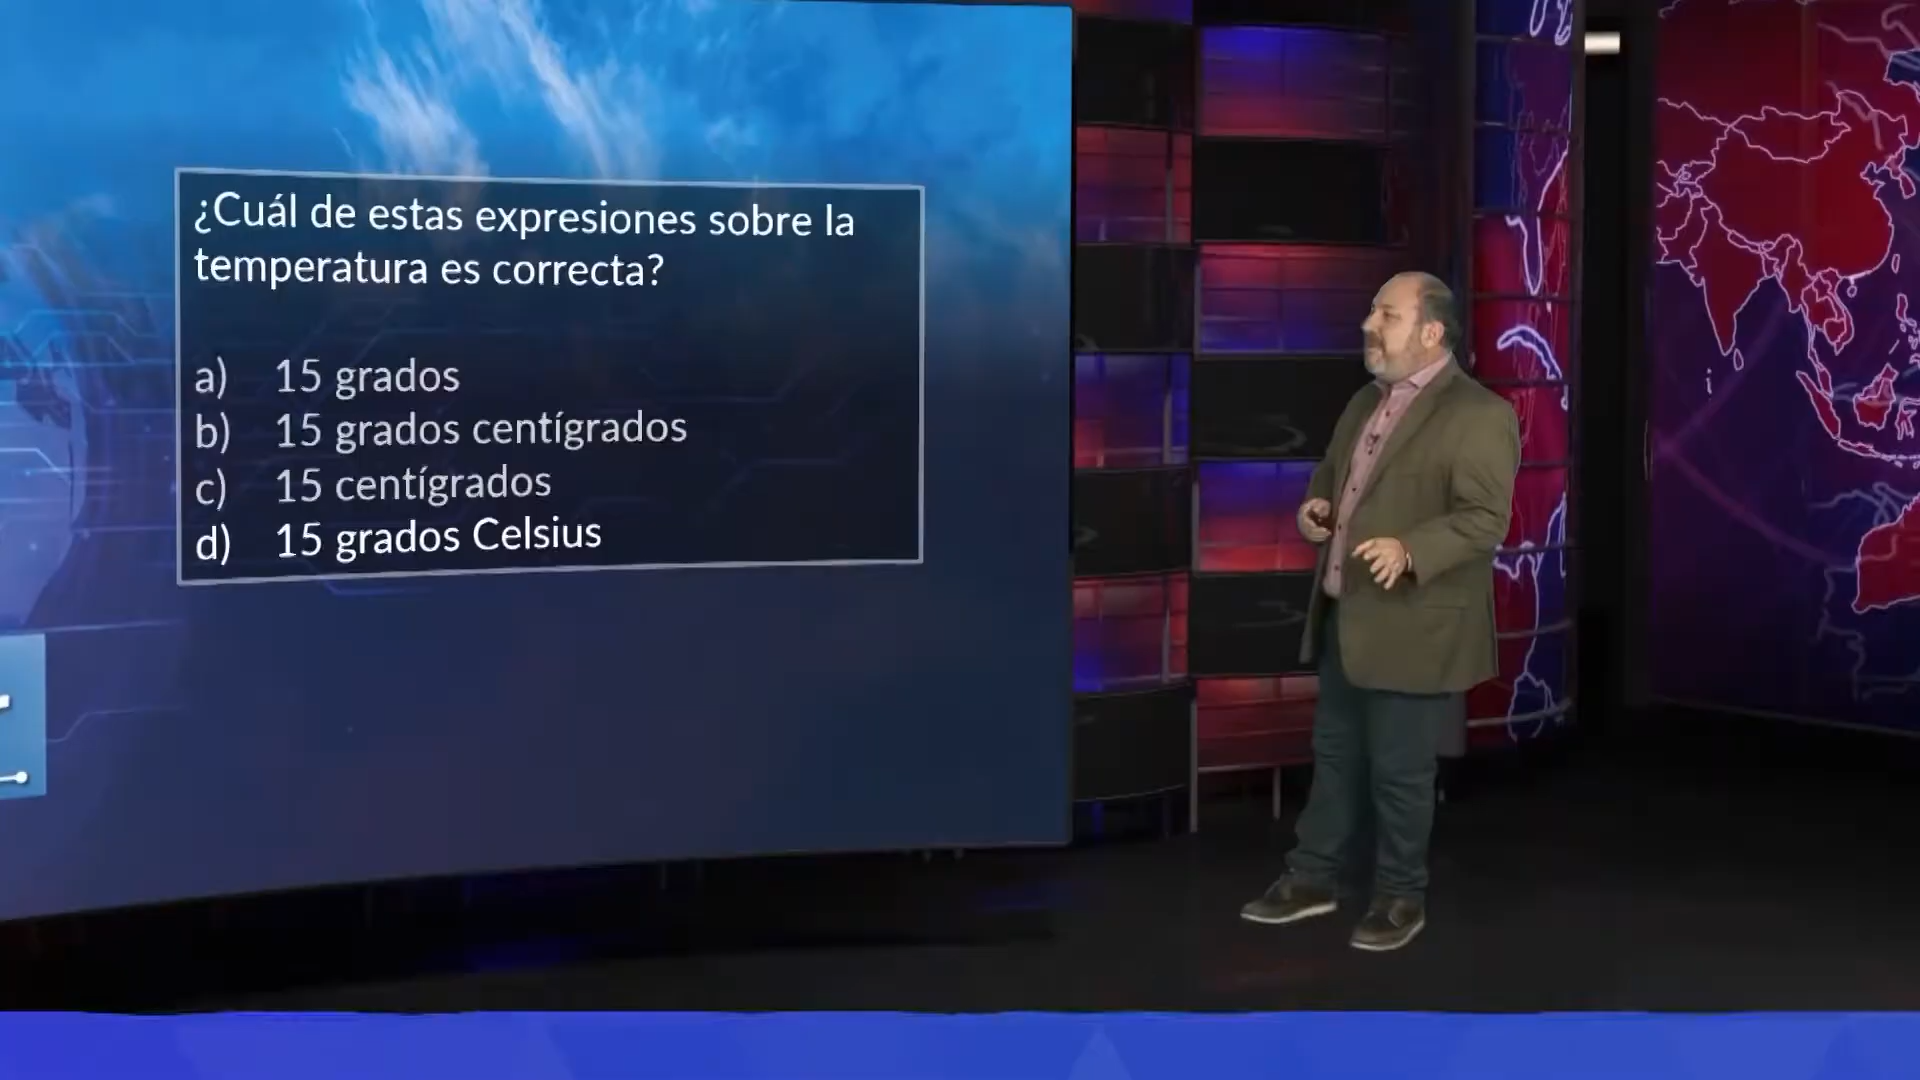 ¿Cuál de estas expresiones sobre la
temperatura es correcta?
a) 15 grados
b) 15 grados centígrados
c) 15 centígrados
d) 15 grados Celsius